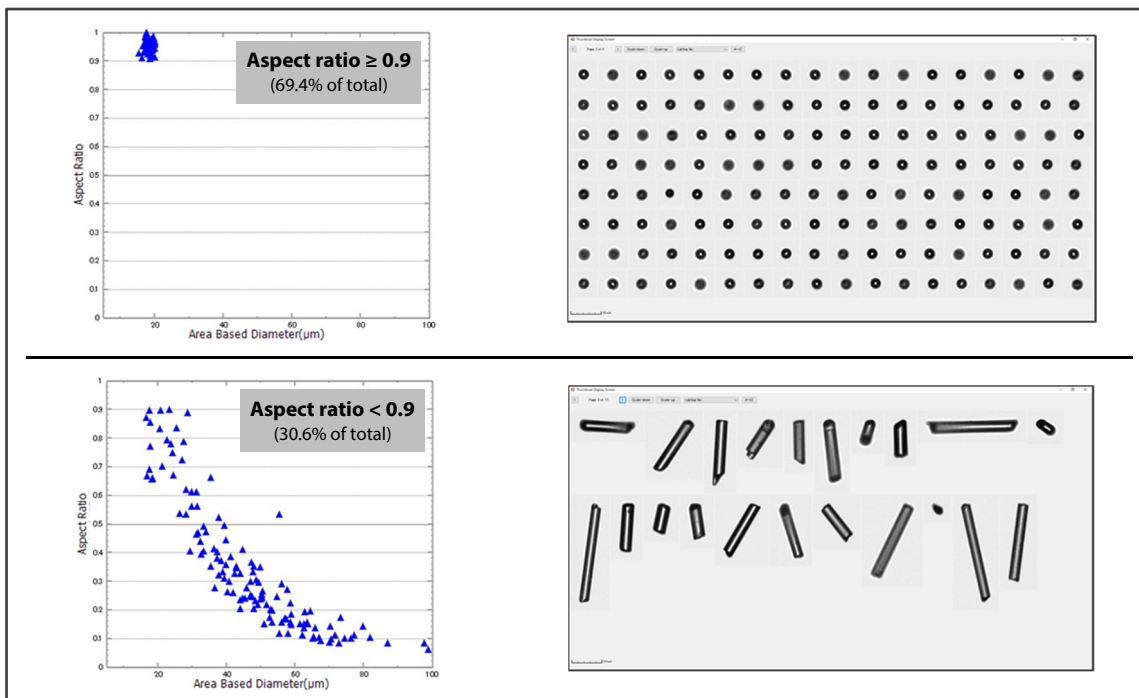 Aspect ratio ≥ 0.9
(69.4% of total)
Aspect Ratio
1
0.9
0.8
0.7
0.6
0.5
0.4
0.3
0.2
0.1
0
20
40
60
80
100
Area Based Diameter(μm)
Thumbnail Display Screen
Scale down
Scale up
Aspect ratio < 0.9
(30.6% of total)
Aspect Ratio
1
0.9
0.8
0.7
0.6
0.5
0.4
0.3
0.2
0.1
0
0
20
40
60
80
100
Area Based Diameter(μm)
Thumbnail Display Screen
Scale down
Scale up